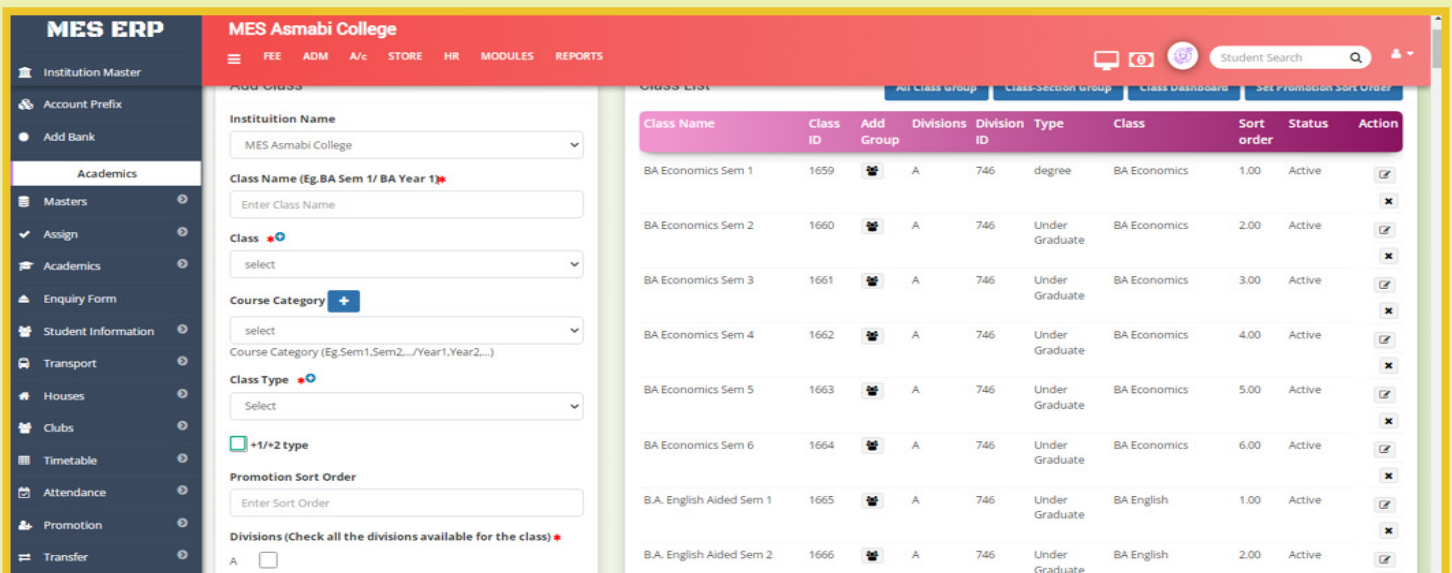 MES ERP
Institution Master
Account Prefix
Add Bank
Academics
Masters
Assign
Academics
Enquiry Form
Student Information
Transport
Houses
Clubs
Timetable
Attendance
Promotion
Transfer
MES Asmabi College
FEE ADM A/c STORE HR MODULES REPORTS
Student Search
Add Class
Instituition Name
MES Asmabi College
Class Name (Eg.BA Sem 1/ BA Year 1)*
Enter Class Name
Class *
select
Course Category +
select
Course Category (Eg.Sem1,Sem2,.../Year1,Year2,...)
Class Type *
Select
+1/+2 type
Promotion Sort Order
Enter Sort Order
Divisions (Check all the divisions available for the class) *
A
Class List
All Class Group Class-Section Group Class Dashboard Set Promotion Sort Order
Class Name Class ID Add Group Divisions Division ID Type Class Sort order Status Action
BA Economics Sem 1 1659 A 746 degree BA Economics 1.00 Active
BA Economics Sem 2 1660 A 746 Under Graduate BA Economics 2.00 Active
BA Economics Sem 3 1661 A 746 Under Graduate BA Economics 3.00 Active
BA Economics Sem 4 1662 A 746 Under Graduate BA Economics 4.00 Active
BA Economics Sem 5 1663 A 746 Under Graduate BA Economics 5.00 Active
BA Economics Sem 6 1664 A 746 Under Graduate BA Economics 6.00 Active
B.A. English Aided Sem 1 1665 A 746 Under Graduate BA English 1.00 Active
B.A. English Aided Sem 2 1666 A 746 Under Graduate BA English 2.00 Active